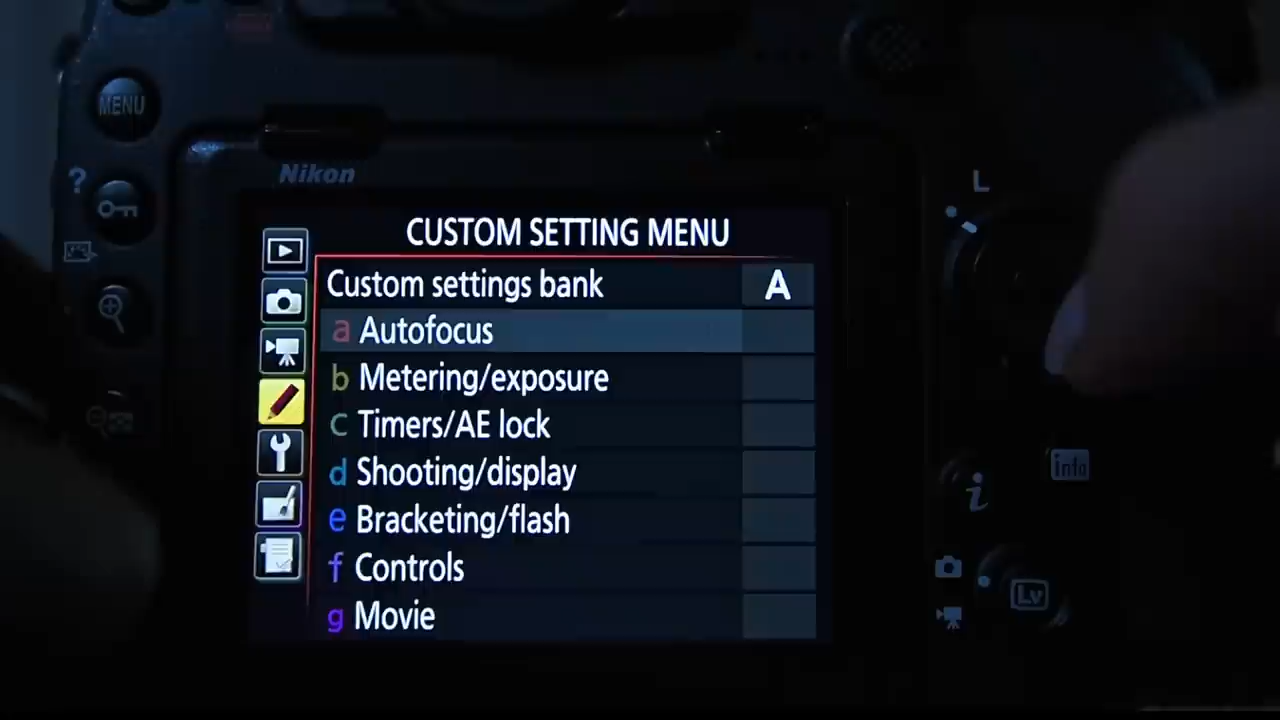 MENU
?
Nikon
L
CUSTOM SETTING MENU
Custom settings bank A
a Autofocus
b Metering/exposure
c Timers/AE lock
d Shooting/display
e Bracketing/flash
f Controls
g Movie
info
i
Lv